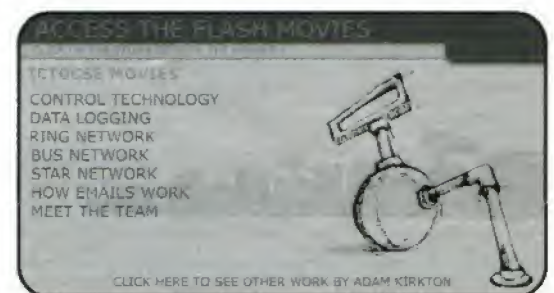 ACCESS THE FLASH MOVIES
MOVIES
CONTROL TECHNOLOGY
DATA LOGGING
RING NETWORK
BUS NETWORK
STAR NETWORK
HOW EMAILS WORK
MEET THE TEAM
CLICK HERE TO SEE OTHER WORK BY ADAM KIRKTON